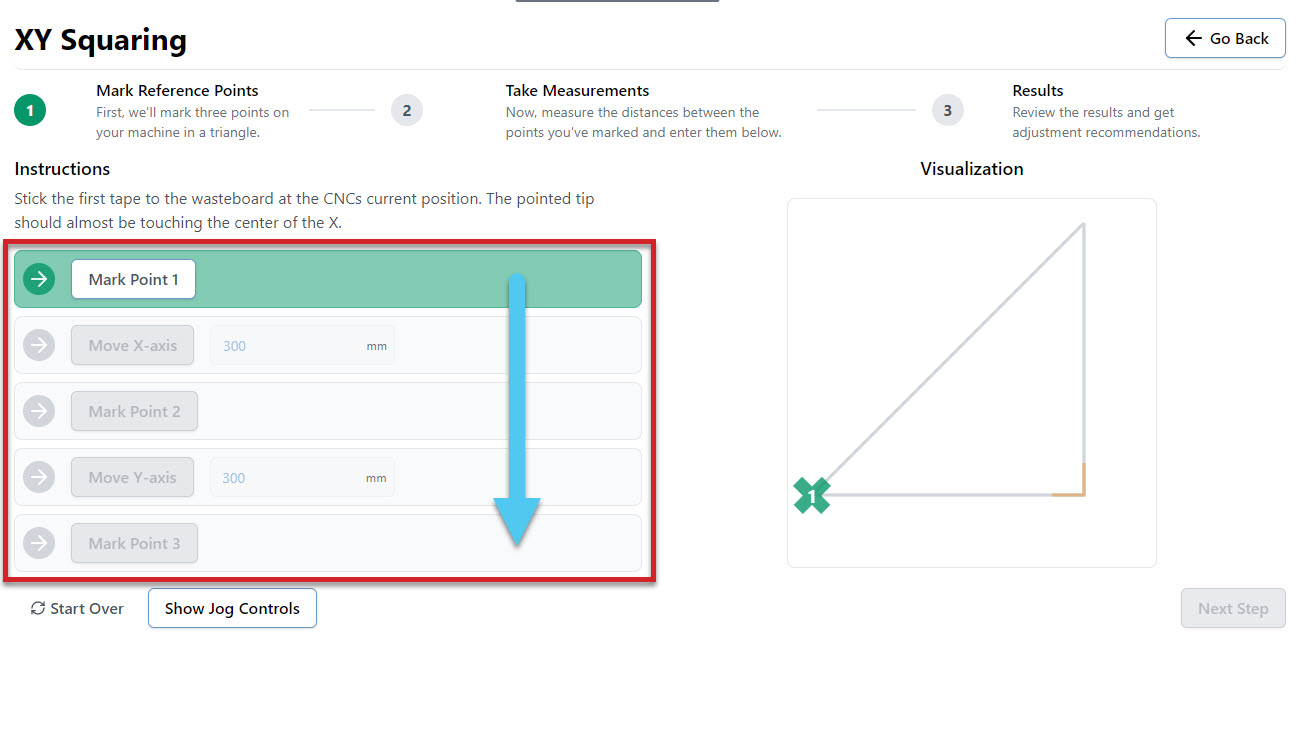 XY Squaring
Go Back
1
Mark Reference Points
First, we'll mark three points on
your machine in a triangle.
2
Take Measurements
Now, measure the distances between the
points you've marked and enter them below.
3
Results
Review the results and get
adjustment recommendations.
Instructions
Stick the first tape to the wasteboard at the CNCs current position. The pointed tip
should almost be touching the center of the X.
Mark Point 1
Move X-axis 300 mm
Mark Point 2
Move Y-axis 300 mm
Mark Point 3
Start Over
Show Jog Controls
Visualization
1
Next Step